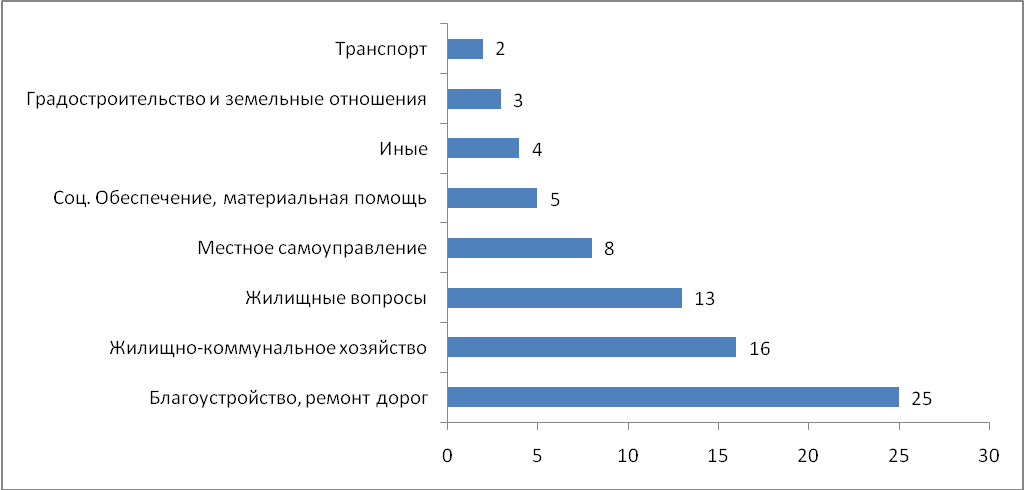 Транспорт 2
Градостроительство и земельные отношения 3
Иные 4
Соц. Обеспечение, материальная помощь 5
Местное самоуправление 8
Жилищные вопросы 13
Жилищно-коммунальное хозяйство 16
Благоустройство, ремонт дорог 25
0 5 10 15 20 25 30